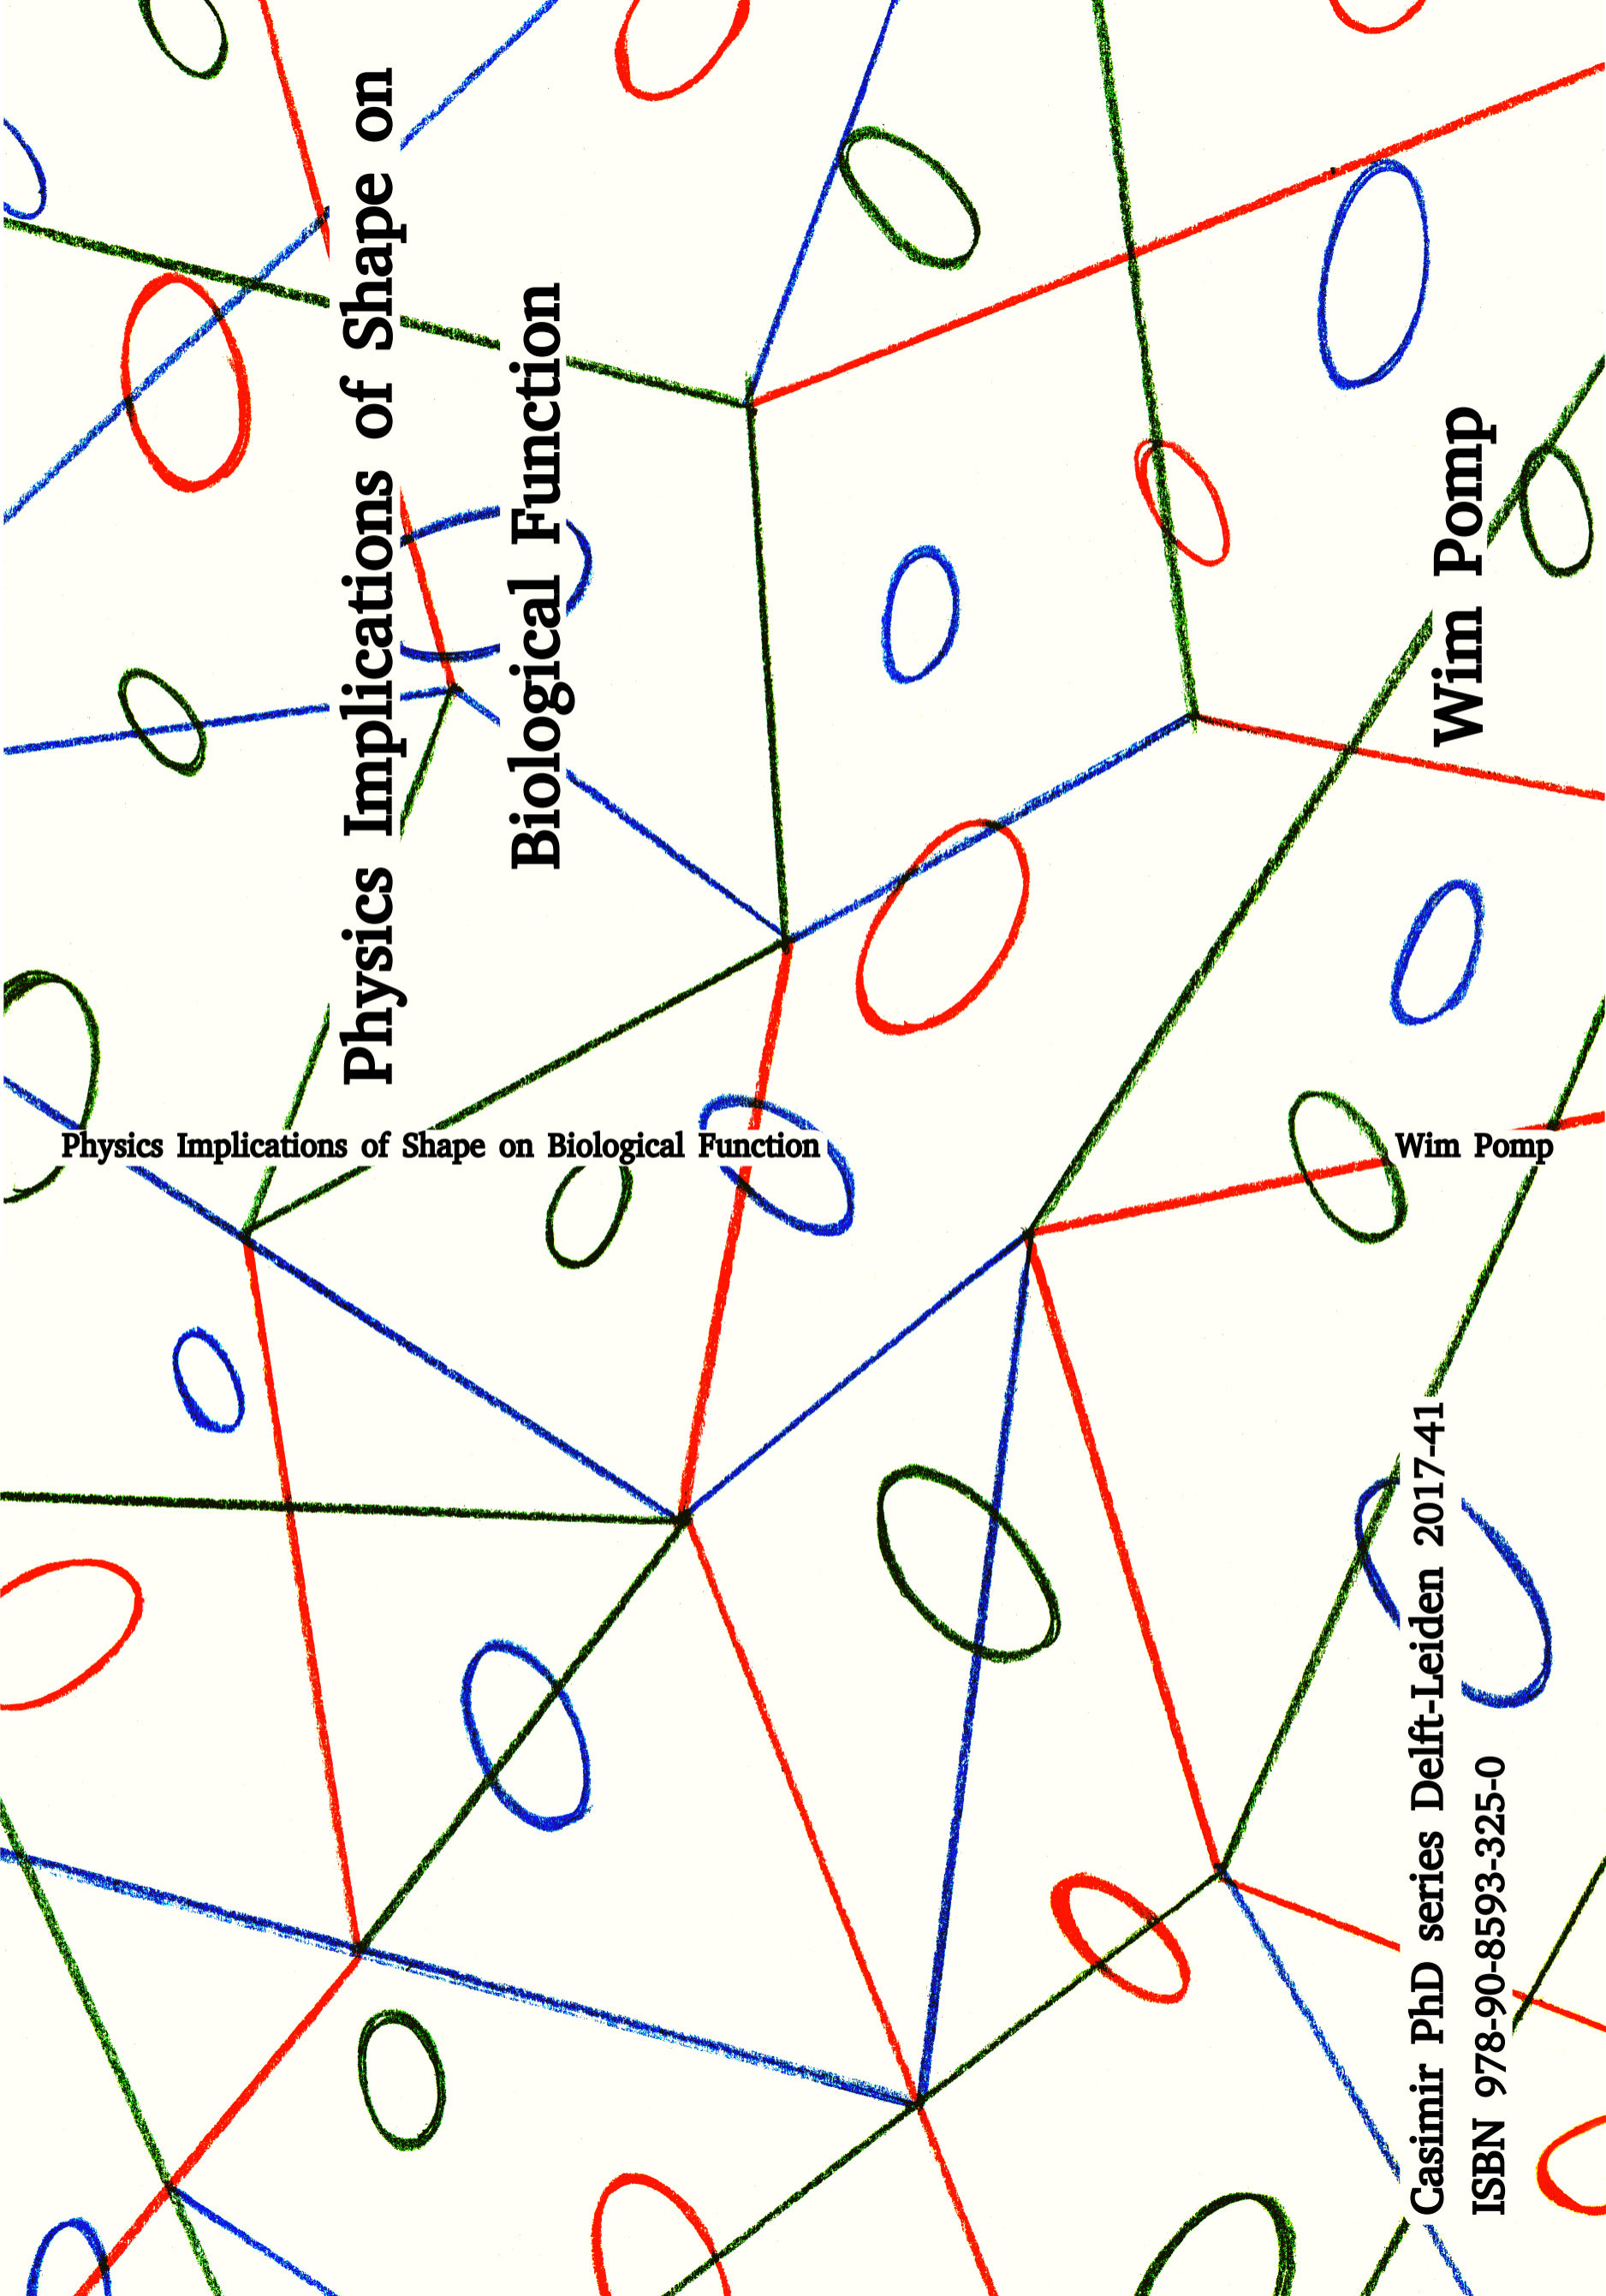 Physics Implications of Shape on
Biological Function
Wim Pomp
Physics Implications of Shape on Biological Function
Wim Pomp
Casimir PhD series Delft-Leiden 2017-41
ISBN 978-90-8593-325-0